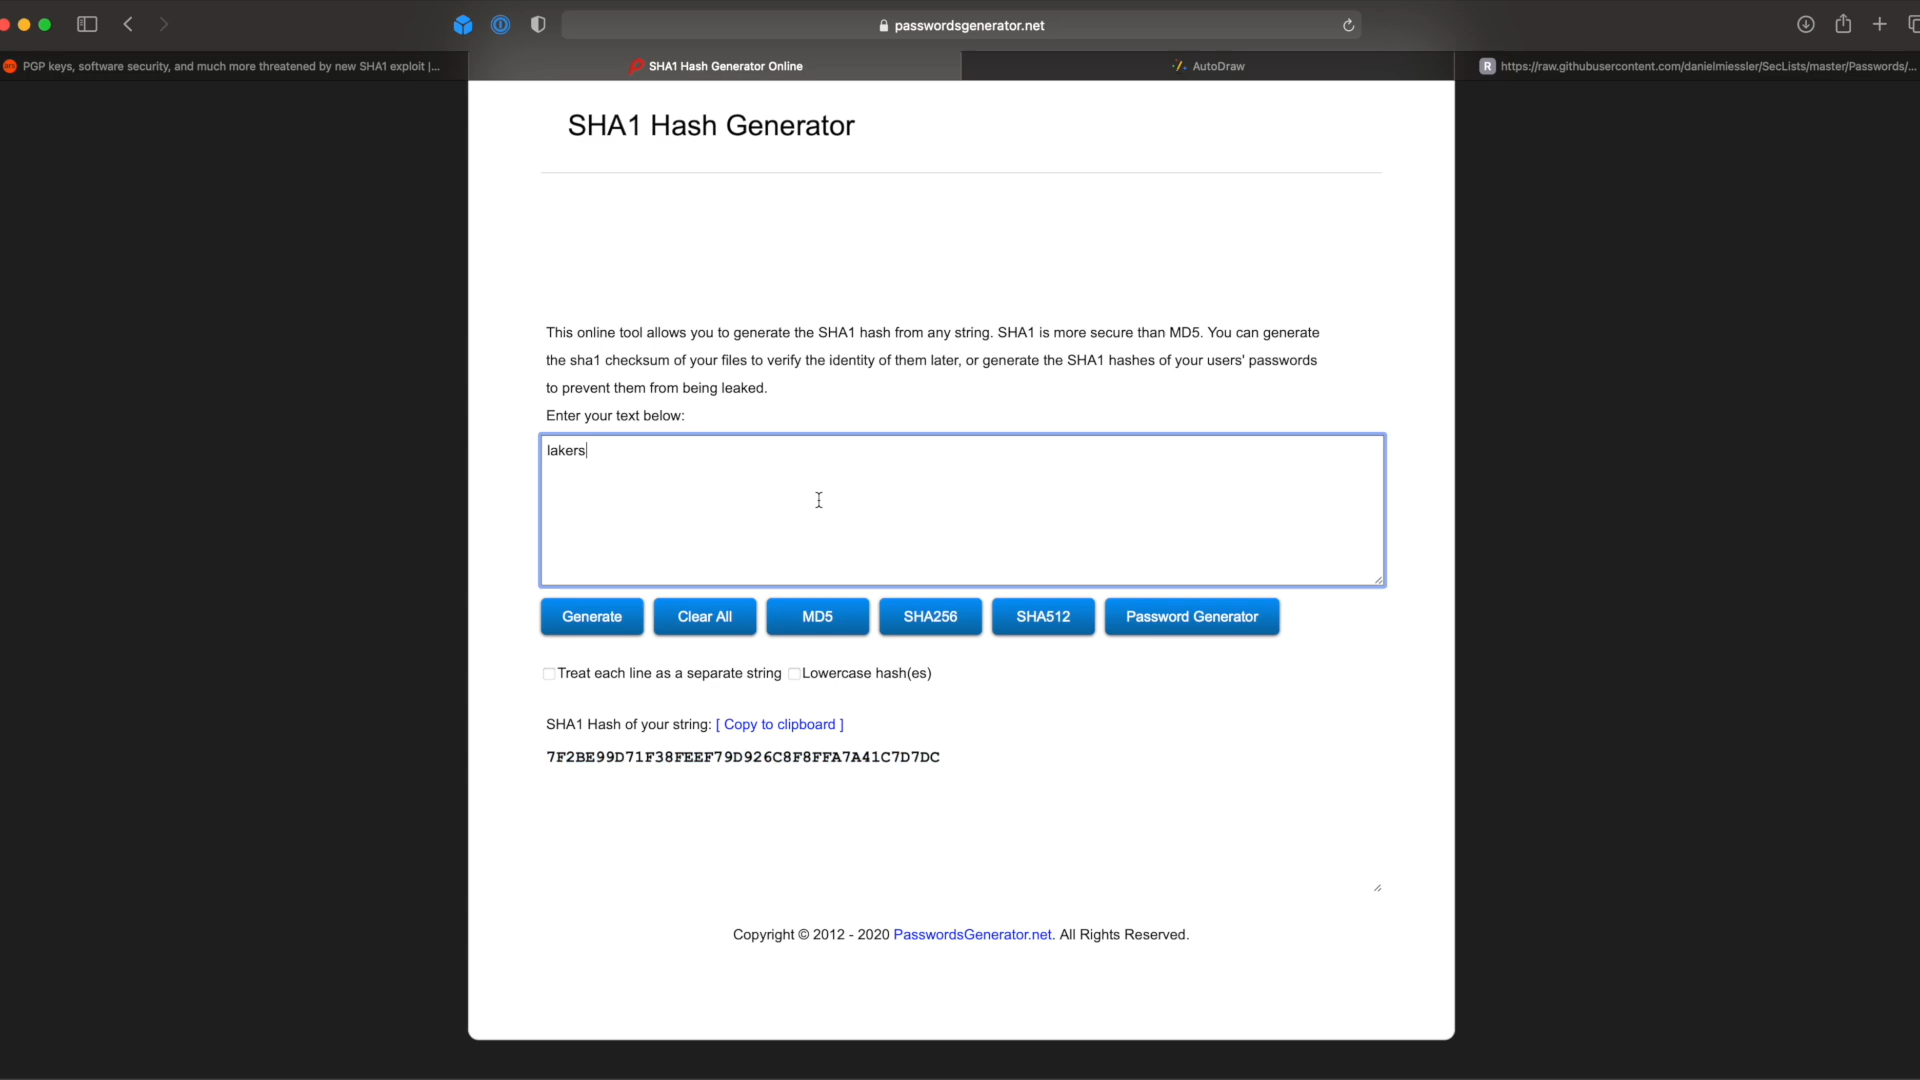 passwordsgenerator.net
PGP keys, software security, and much more threatened by new SHA1 exploit |...
SHA1 Hash Generator Online
AutoDraw
R https://raw.githubusercontent.com/danielmiessler/SecLists/master/Passwords/...
SHA1 Hash Generator
This online tool allows you to generate the SHA1 hash from any string. SHA1 is more secure than MD5. You can generate
the sha1 checksum of your files to verify the identity of them later, or generate the SHA1 hashes of your users' passwords
to prevent them from being leaked.
Enter your text below:
lakers
Generate Clear All MD5 SHA256 SHA512 Password Generator
Treat each line as a separate string Lowercase hash(es)
SHA1 Hash of your string: [ Copy to clipboard ]
7F2BE99D71F38FEEF79D926C8F8FFA7A41C7D7DC
Copyright © 2012 - 2020 PasswordsGenerator.net. All Rights Reserved.